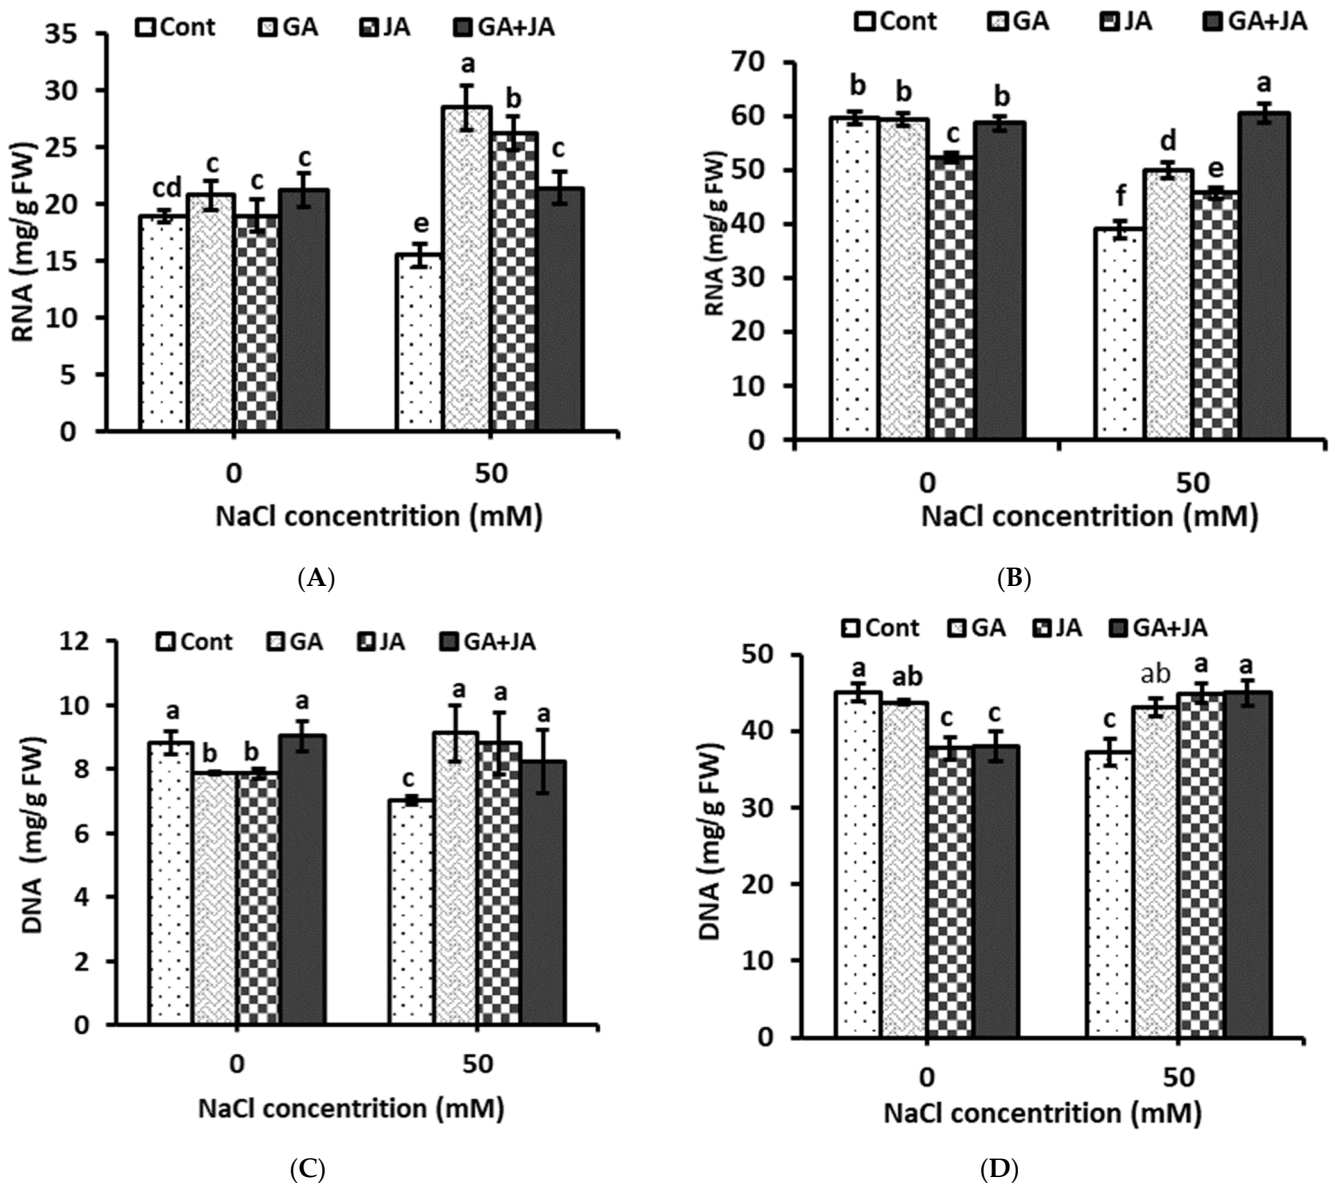 Cont GA JA GA+JA
35
30
25
20
15
10
5
0
RNA (mg/g FW)
cd c c c e a b c
0 50
NaCl concentrition (mM)
(A)
Cont GA JA GA+JA
70
60
50
40
30
20
10
0
RNA (mg/g FW)
b b c b f d e a
0 50
NaCl concentrition (mM)
(B)
Cont GA JA GA+JA
12
10
8
6
4
2
0
DNA (mg/g FW)
a b b a c a a a
0 50
NaCl concentrition (mM)
(C)
Cont GA JA GA+JA
50
40
30
20
10
0
DNA (mg/g FW)
a ab c c c ab a a
0 50
NaCl concentrition (mM)
(D)